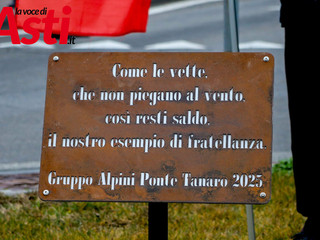 la voce di
Asti.it
Come le vette,
che non piegano al vento,
così resti saldo,
il nostro esempio di fratellanza.
Gruppo Alpini Ponte Tanaro 2025